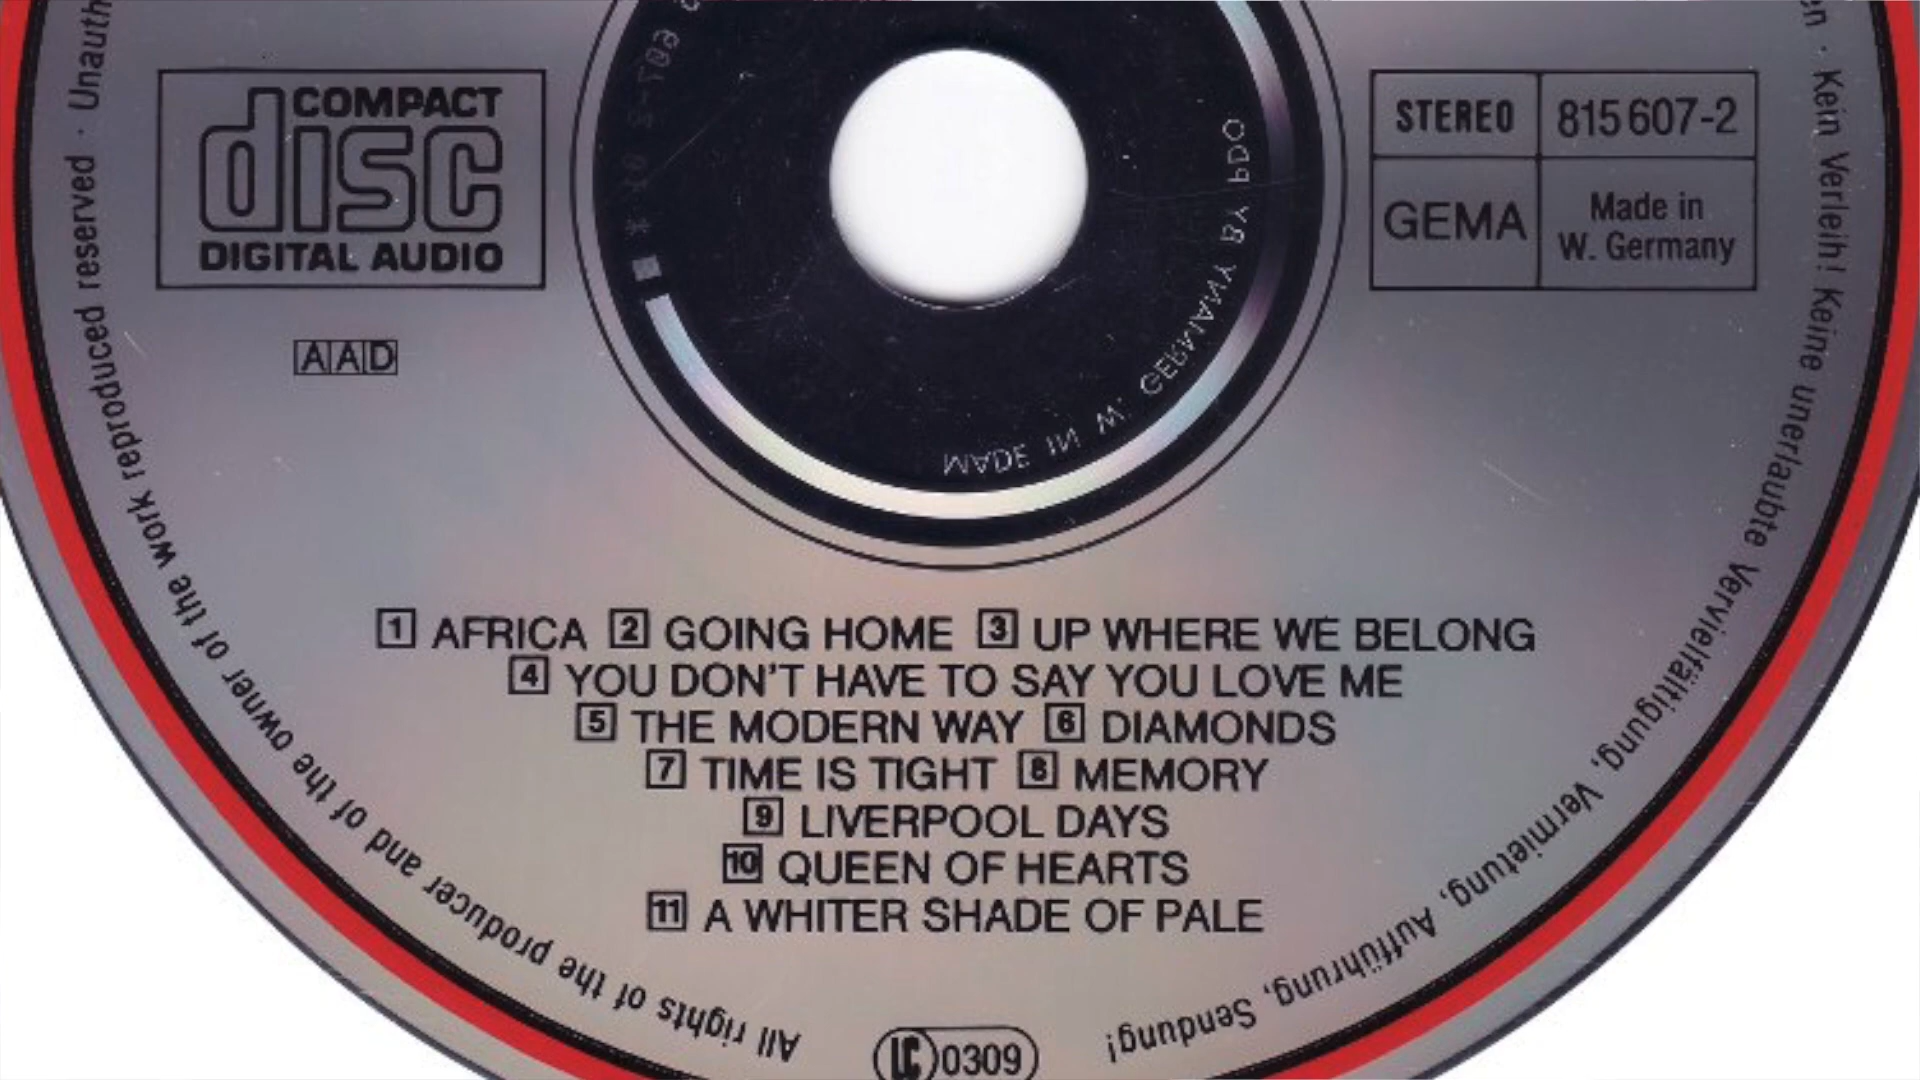 COMPACT
disc
DIGITAL AUDIO
AAD
STEREO 815 607-2
GEMA Made in
W. Germany
MADE IN W. GERMANY BY PDO
1 AFRICA 2 GOING HOME 3 UP WHERE WE BELONG
4 YOU DON'T HAVE TO SAY YOU LOVE ME
5 THE MODERN WAY 6 DIAMONDS
7 TIME IS TIGHT 8 MEMORY
9 LIVERPOOL DAYS
10 QUEEN OF HEARTS
11 A WHITER SHADE OF PALE
LC 0309
All rights of the producer and of the owner of the work reproduced reserved ·
· Kein Verleih! Keine unerlaubte Vervielfältigung, Vermietung, Aufführung, Sendung!